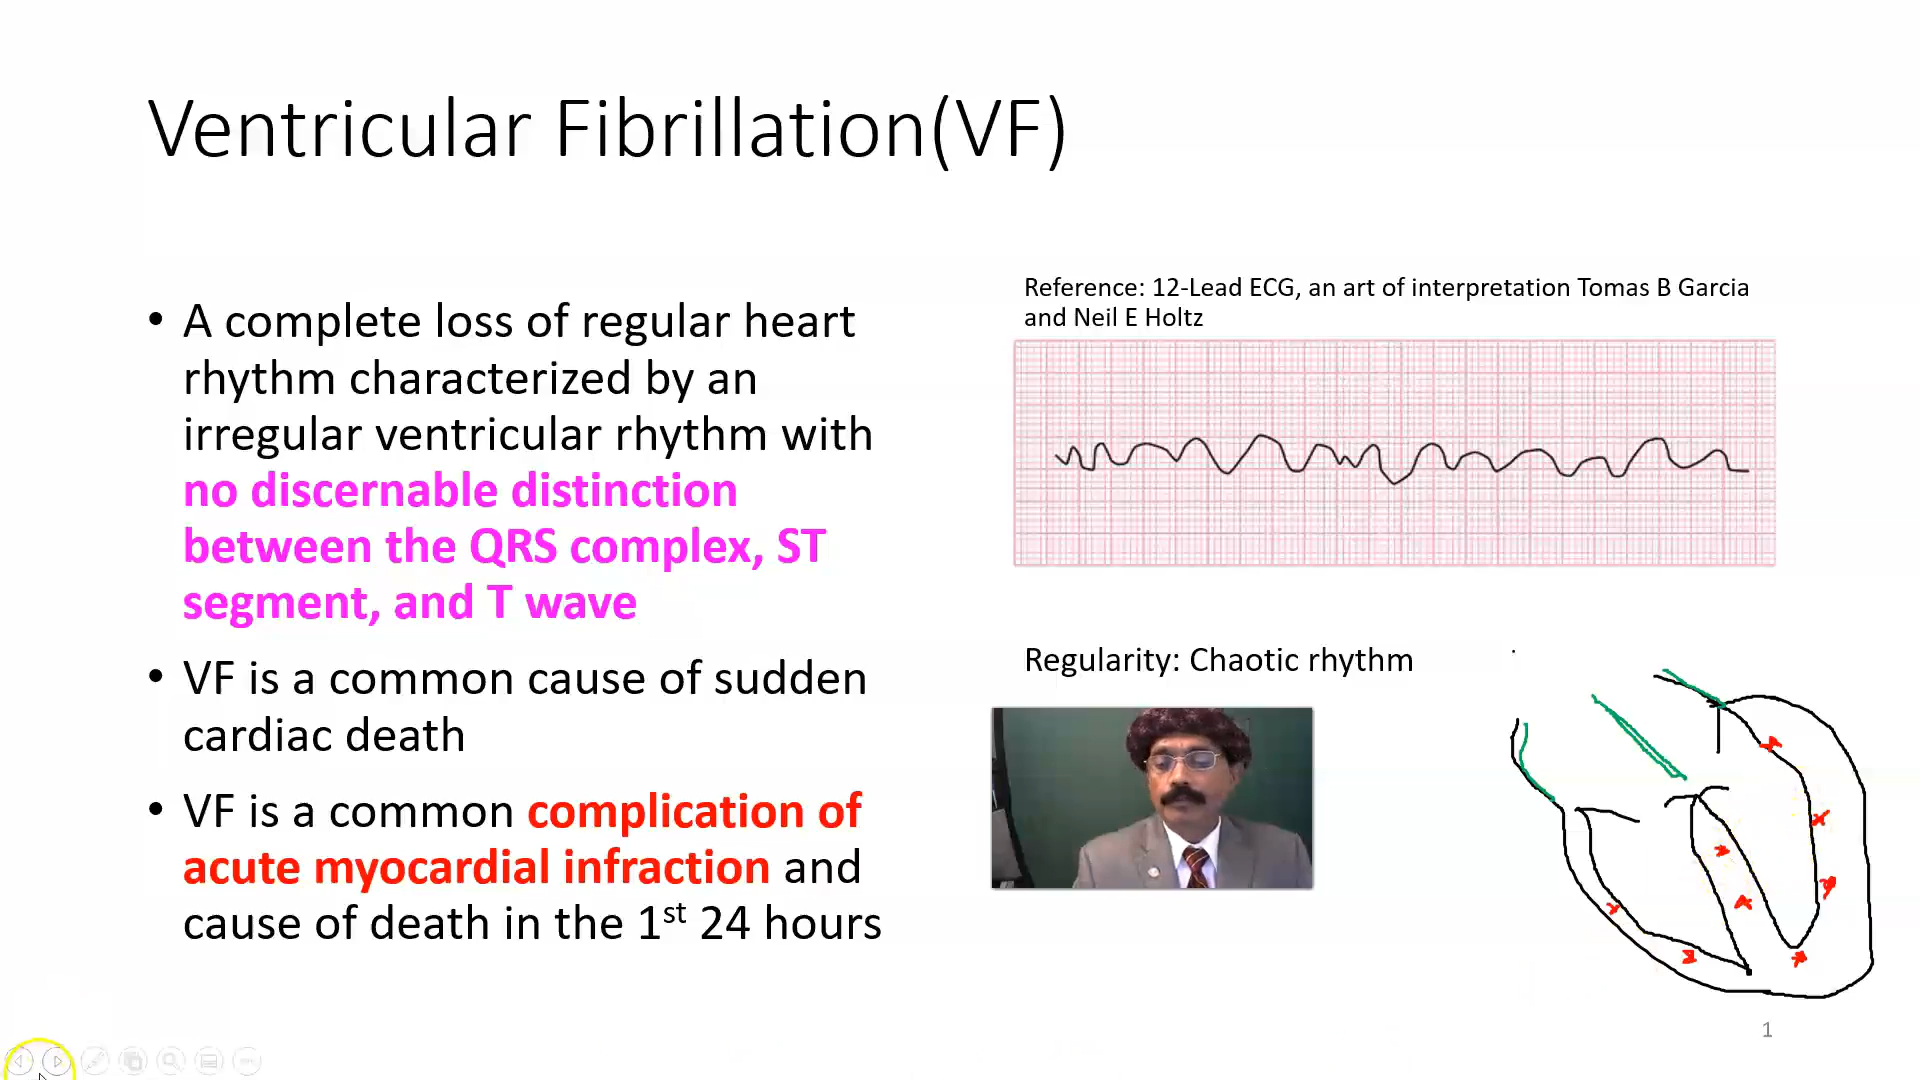 Ventricular Fibrillation(VF)
• A complete loss of regular heart
rhythm characterized by an
irregular ventricular rhythm with
no discernable distinction
between the QRS complex, ST
segment, and T wave
• VF is a common cause of sudden
cardiac death
• VF is a common complication of
acute myocardial infraction and
cause of death in the 1st 24 hours
Reference: 12-Lead ECG, an art of interpretation Tomas B Garcia
and Neil E Holtz
Regularity: Chaotic rhythm
1